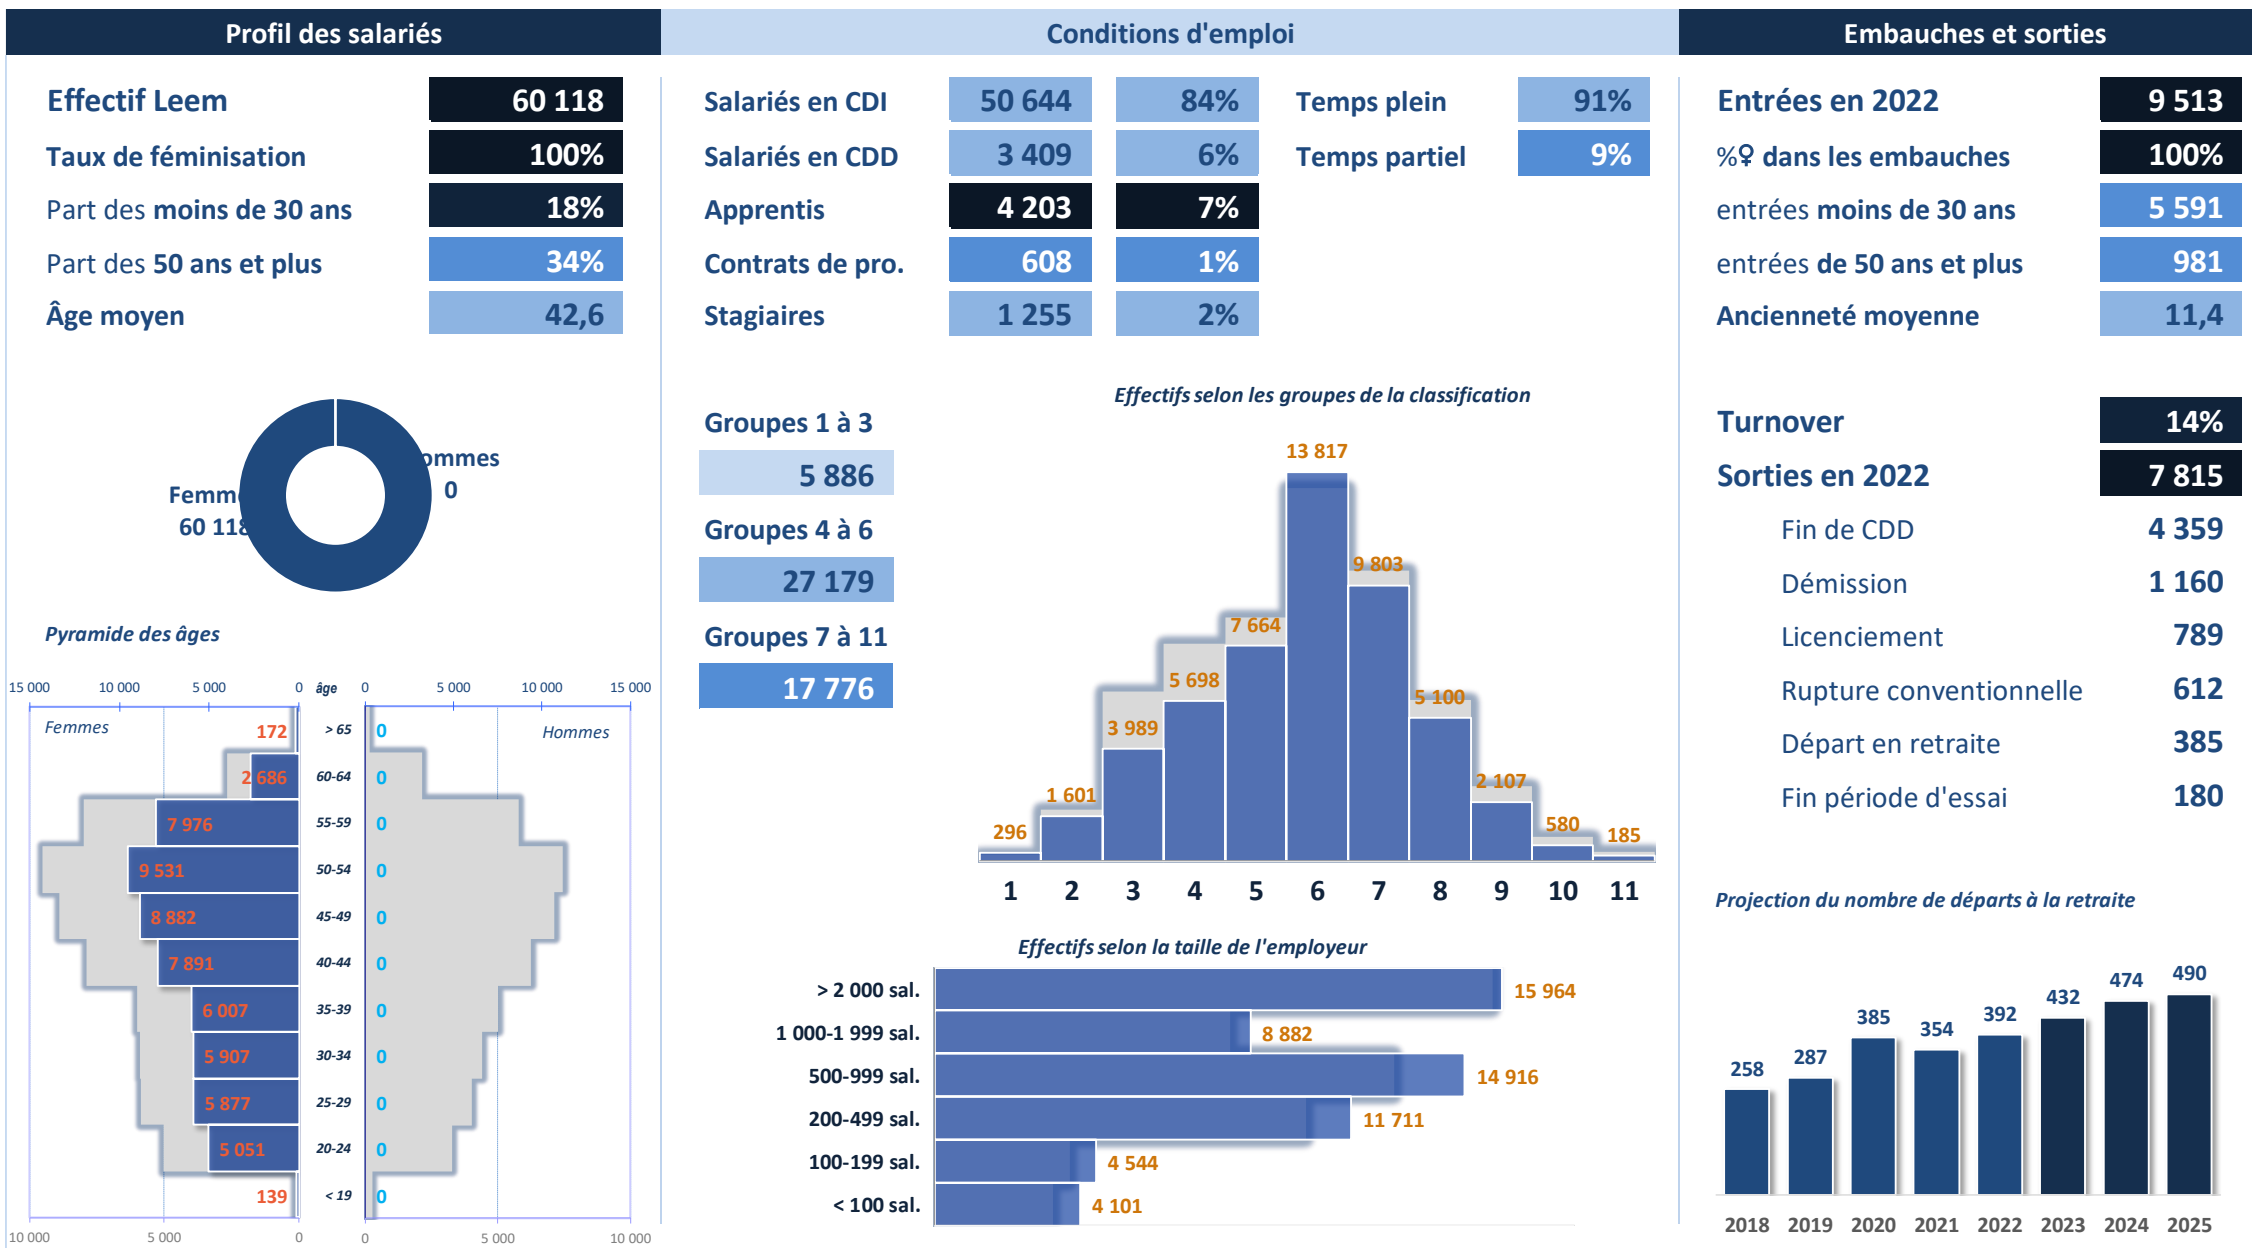 Profil des salariés
Effectif Leem 60 118
Taux de féminisation 100%
Part des moins de 30 ans 18%
Part des 50 ans et plus 34%
Âge moyen 42,6
ommes
0
Femm
60 118
Pyramide des âges
15 000 10 000 5 000 0 âge 0 5 000 10 000 15 000
Femmes Hommes
172 > 65 0
2 686 60-64 0
7 976 55-59 0
9 531 50-54 0
8 882 45-49 0
7 891 40-44 0
6 007 35-39 0
5 907 30-34 0
5 877 25-29 0
5 051 20-24 0
139 < 19 0
10 000 5 000 0 0 5 000 10 000
Conditions d'emploi
Salariés en CDI 50 644 84% Temps plein 91%
Salariés en CDD 3 409 6% Temps partiel 9%
Apprentis 4 203 7%
Contrats de pro. 608 1%
Stagiaires 1 255 2%
Groupes 1 à 3
5 886
Groupes 4 à 6
27 179
Groupes 7 à 11
17 776
Effectifs selon les groupes de la classification
296 1 601 3 989 5 698 7 664 13 817 9 803 5 100 2 107 580 185
1 2 3 4 5 6 7 8 9 10 11
Effectifs selon la taille de l'employeur
> 2 000 sal. 15 964
1 000-1 999 sal. 8 882
500-999 sal. 14 916
200-499 sal. 11 711
100-199 sal. 4 544
< 100 sal. 4 101
Embauches et sorties
Entrées en 2022 9 513
%♀ dans les embauches 100%
entrées moins de 30 ans 5 591
entrées de 50 ans et plus 981
Ancienneté moyenne 11,4
Turnover 14%
Sorties en 2022 7 815
Fin de CDD 4 359
Démission 1 160
Licenciement 789
Rupture conventionnelle 612
Départ en retraite 385
Fin période d'essai 180
Projection du nombre de départs à la retraite
258 287 385 354 392 432 474 490
2018 2019 2020 2021 2022 2023 2024 2025